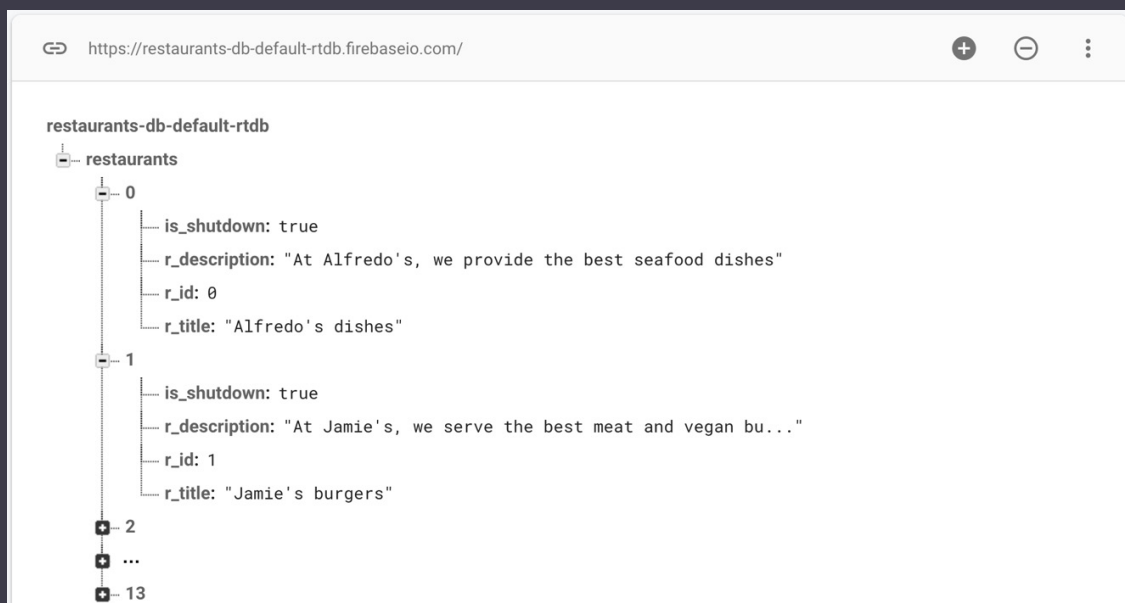 https://restaurants-db-default-rtdb.firebaseio.com/
restaurants-db-default-rtdb
restaurants
0
is_shutdown: true
r_description: "At Alfredo's, we provide the best seafood dishes"
r_id: 0
r_title: "Alfredo's dishes"
1
is_shutdown: true
r_description: "At Jamie's, we serve the best meat and vegan bu..."
r_id: 1
r_title: "Jamie's burgers"
2
...
13